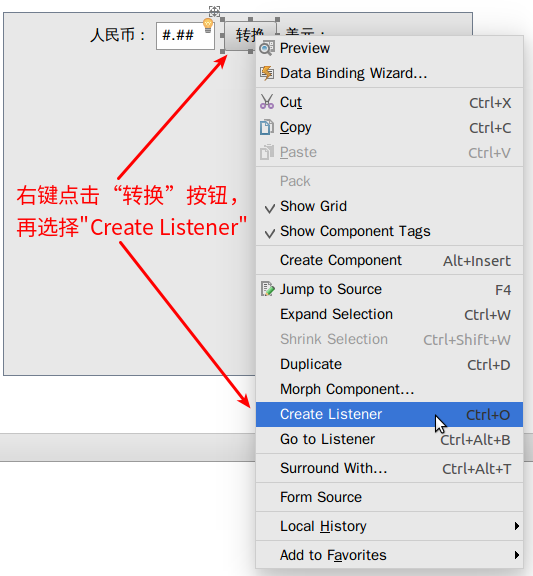 人民币： #.## 转换 美元：
Preview
Data Binding Wizard...
Cut Ctrl+X
Copy Ctrl+C
Paste Ctrl+V
Pack
右键点击“转换”按钮，
再选择"Create Listener"
Show Grid
Show Component Tags
Create Component Alt+Insert
Jump to Source F4
Expand Selection Ctrl+W
Shrink Selection Ctrl+Shift+W
Duplicate Ctrl+D
Morph Component...
Create Listener Ctrl+O
Go to Listener Ctrl+Alt+B
Surround With... Ctrl+Alt+T
Form Source
Local History
Add to Favorites